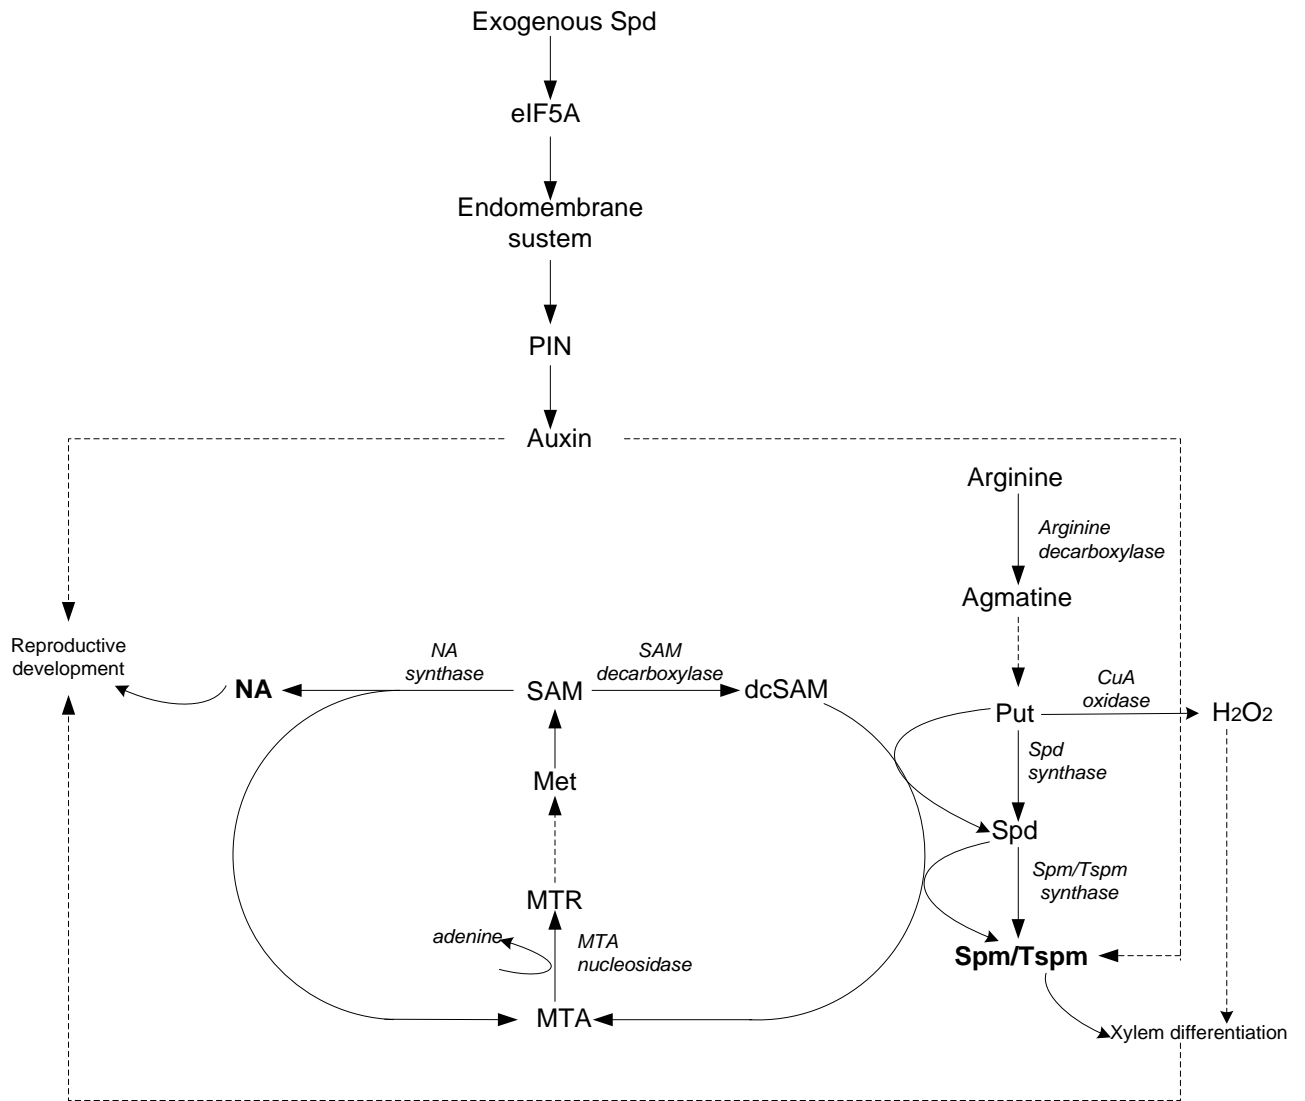 Exogenous Spd
eIF5A
Endomembrane
sustem
PIN
Auxin
Arginine
Arginine
decarboxylase
Agmatine
Reproductive
development
NA
NA
synthase
SAM
SAM
decarboxylase
dcSAM
Put
CuA
oxidase
H2O2
Met
Spd
synthase
Spd
MTR
Spm/Tspm
synthase
adenine
MTA
nucleosidase
Spm/Tspm
MTA
Xylem differentiation